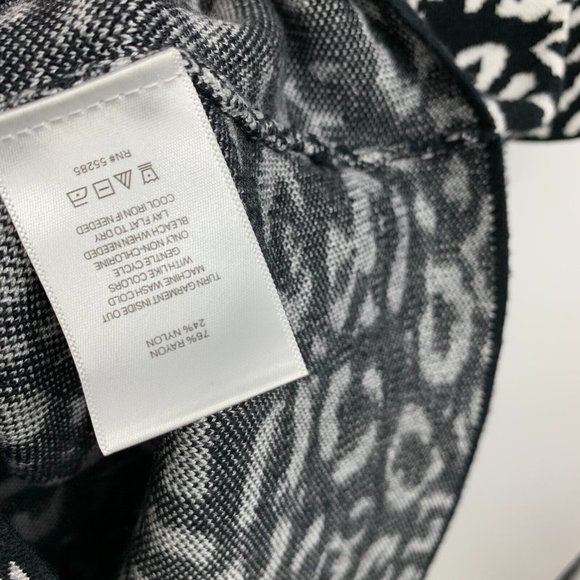 76% RAYON
24% NYLON
TURN GARMENT INSIDE OUT
MACHINE WASH COLD
WITH LIKE COLORS
GENTLE CYCLE
ONLY NON-CHLORINE
BLEACH WHEN NEEDED
LAY FLAT TO DRY
COOL IRON IF NEEDED
RN# 55285